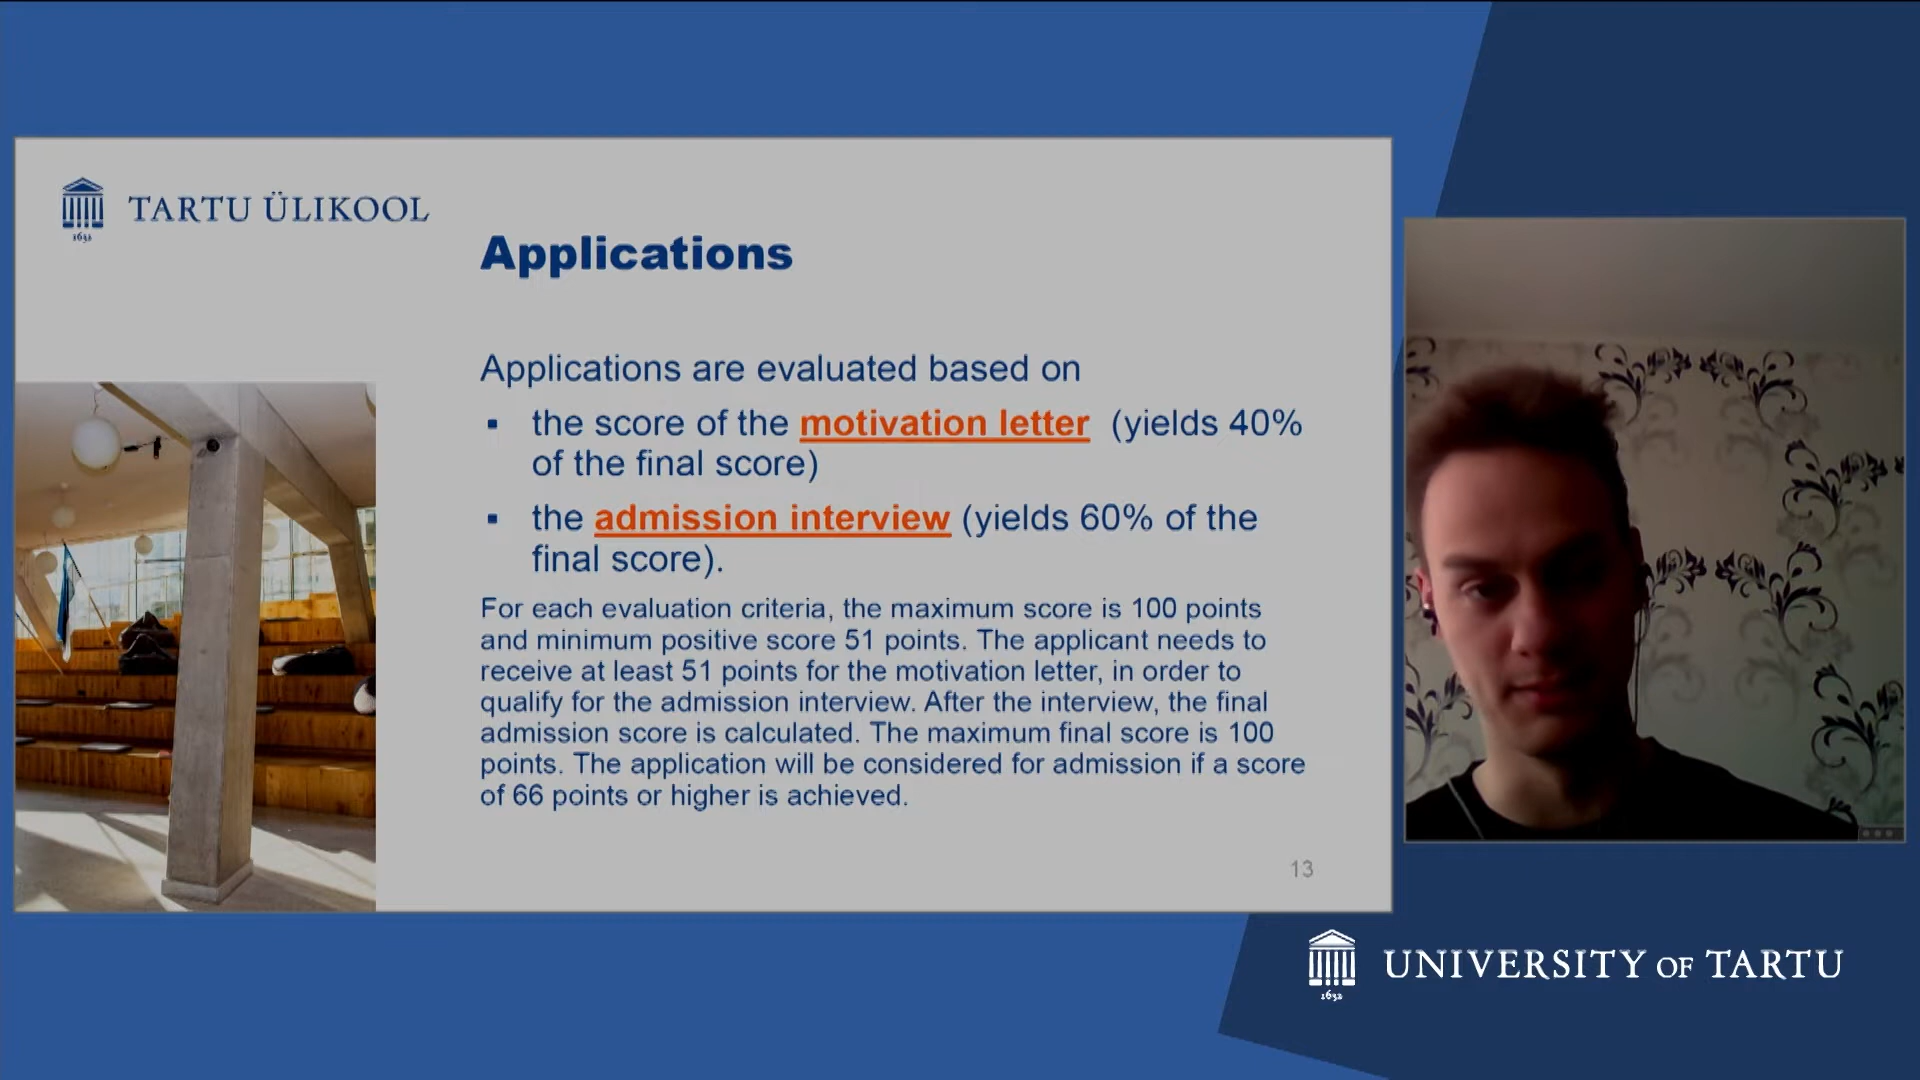 TARTU ÜLIKOOL
1632
Applications
Applications are evaluated based on
▪ the score of the motivation letter (yields 40%
of the final score)
▪ the admission interview (yields 60% of the
final score).
For each evaluation criteria, the maximum score is 100 points
and minimum positive score 51 points. The applicant needs to
receive at least 51 points for the motivation letter, in order to
qualify for the admission interview. After the interview, the final
admission score is calculated. The maximum final score is 100
points. The application will be considered for admission if a score
of 66 points or higher is achieved.
13
UNIVERSITY OF TARTU
1632